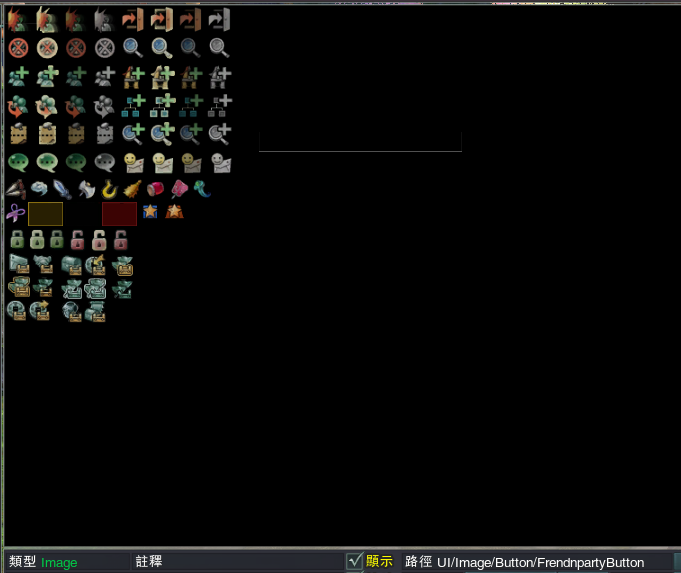 類型 Image 註釋 顯示 路徑 UI/Image/Button/FrendnpartyButton